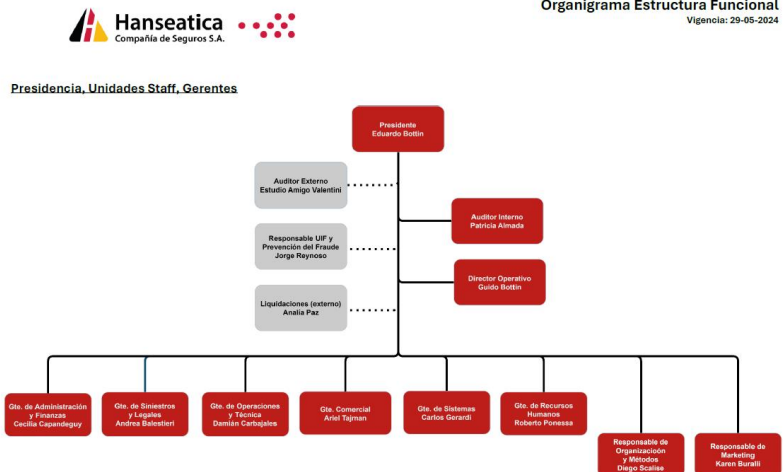 Hanseatica
Compañía de Seguros S.A.
Organigrama Estructura Funcional
Vigencia: 29-05-2024
Presidencia, Unidades Staff, Gerentes
Presidente
Eduardo Bottin
Auditor Externo
Estudio Amigo Valentini
Auditor Interno
Patricia Almada
Responsable UIF y
Prevención del Fraude
Jorge Reynoso
Director Operativo
Guido Bottin
Liquidaciones (externo)
Analía Paz
Gte. de Administración
y Finanzas
Cecilia Capandeguy
Gte. de Siniestros
y Legales
Andrea Balestieri
Gte. de Operaciones
y Técnica
Damián Carbajales
Gte. Comercial
Ariel Tajman
Gte. de Sistemas
Carlos Gerardi
Gte. de Recursos
Humanos
Roberto Ponessa
Responsable de
Organizacioón
y Métodos
Diego Scalise
Responsable de
Marketing
Karen Buralli